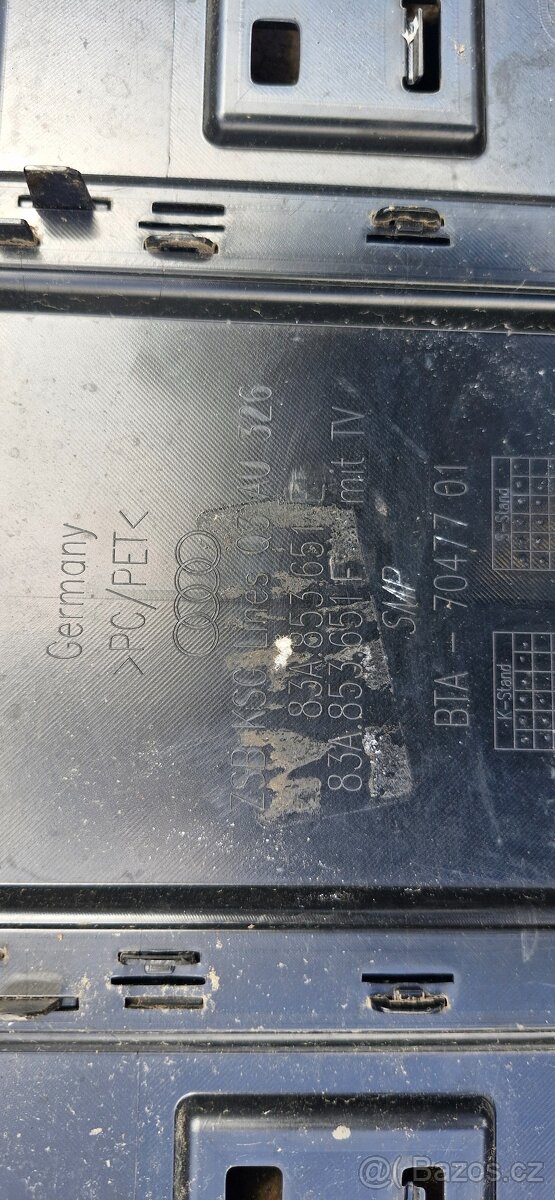 Germany
>PC/PET<
ZSB KSG Lines 03 AU 326
83A.853.651 E
83A.853.651 F mit TV
SMP
BTA – 70477 01
S-Stand
K-Stand
@ Bazos.cz